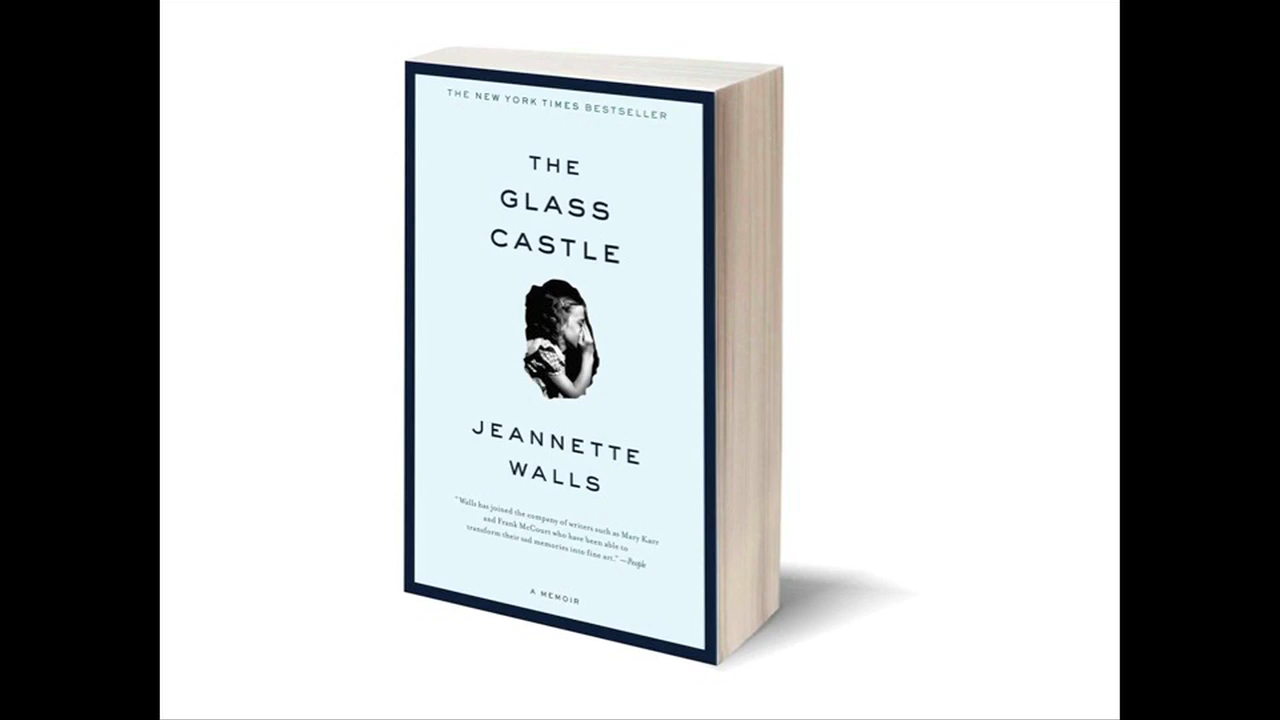 THE NEW YORK TIMES BESTSELLER
THE
GLASS
CASTLE
JEANNETTE
WALLS
"Walls has joined the company of writers such as Mary Karr
and Frank McCourt who have been able to
transform their sad memories into fine art." —People
A MEMOIR